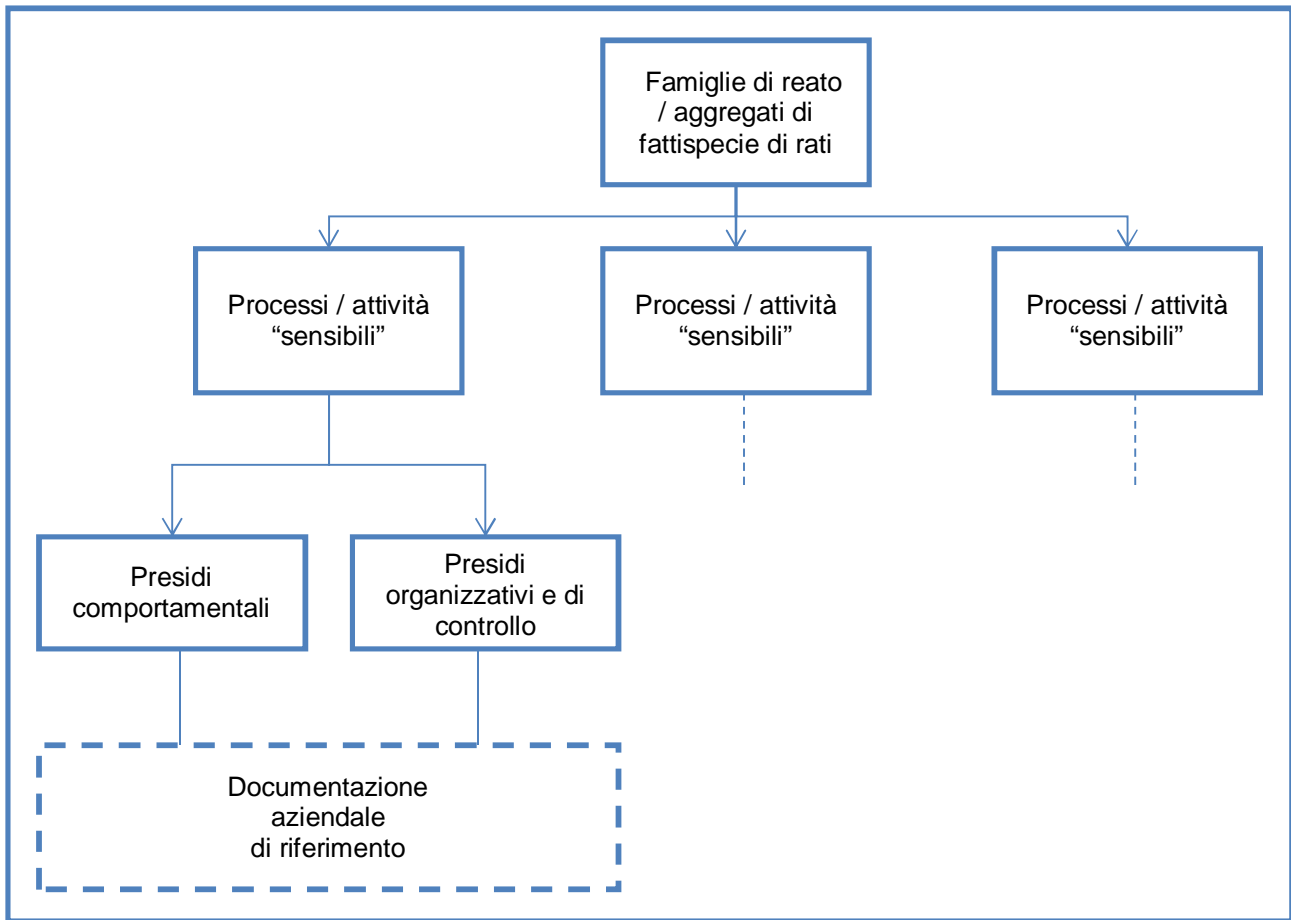 Famiglie di reato
/ aggregati di
fattispecie di rati
Processi / attività
“sensibili”
Processi / attività
“sensibili”
Processi / attività
“sensibili”
Presidi
comportamentali
Presidi
organizzativi e di
controllo
Documentazione
aziendale
di riferimento